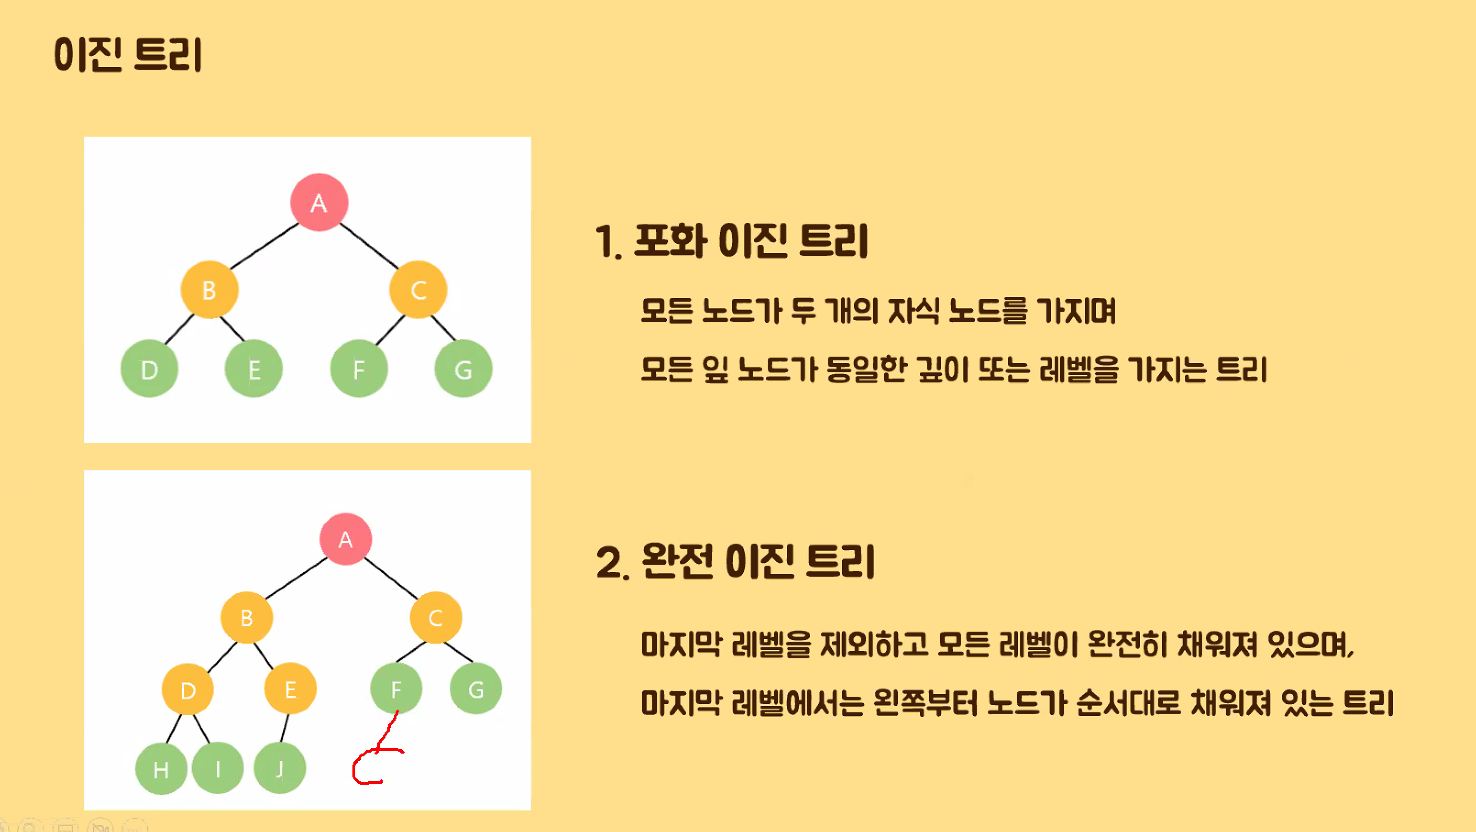 이진 트리
A
B
C
D
E
F
G
1. 포화 이진 트리
모든 노드가 두 개의 자식 노드를 가지며
모든 잎 노드가 동일한 깊이 또는 레벨을 가지는 트리
A
B
C
D
E
F
G
H
I
J
2. 완전 이진 트리
마지막 레벨을 제외하고 모든 레벨이 완전히 채워져 있으며,
마지막 레벨에서는 왼쪽부터 노드가 순서대로 채워져 있는 트리